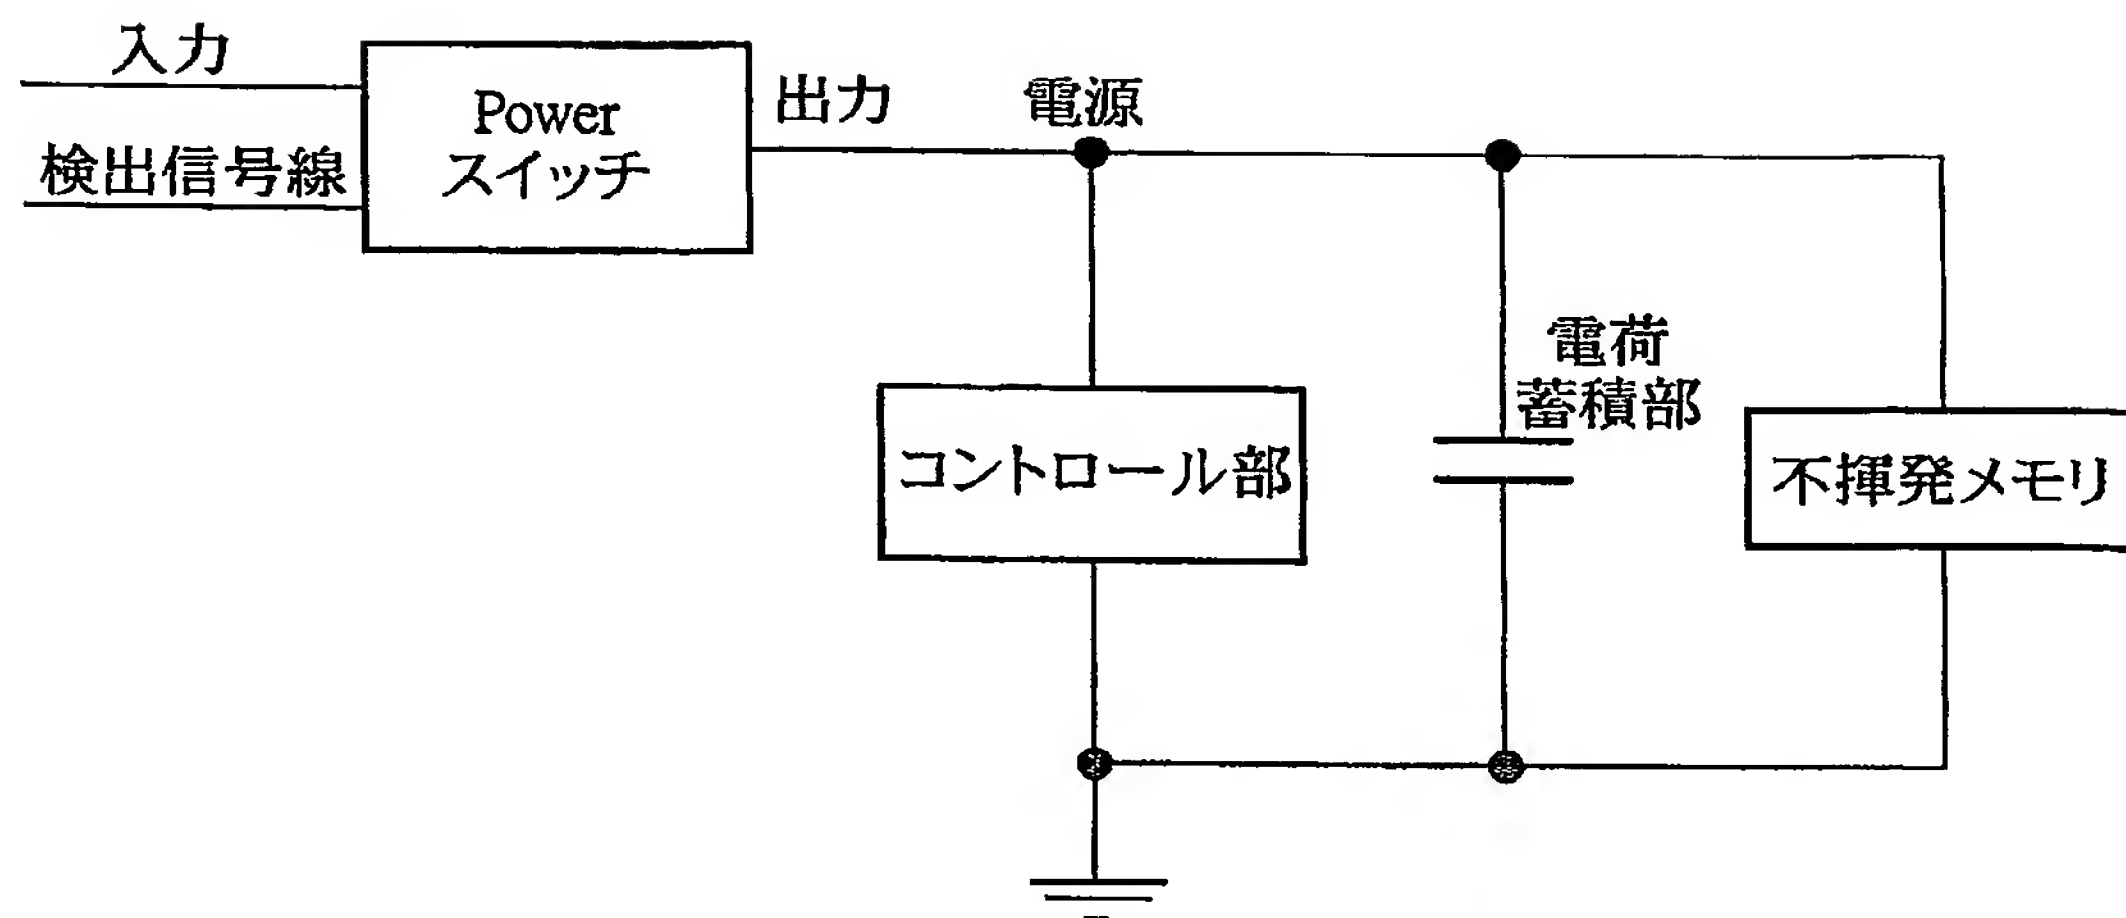 入力
検出信号線
Power
スイッチ
出力
電源
コントロール部
電荷
蓄積部
不揮発メモリ